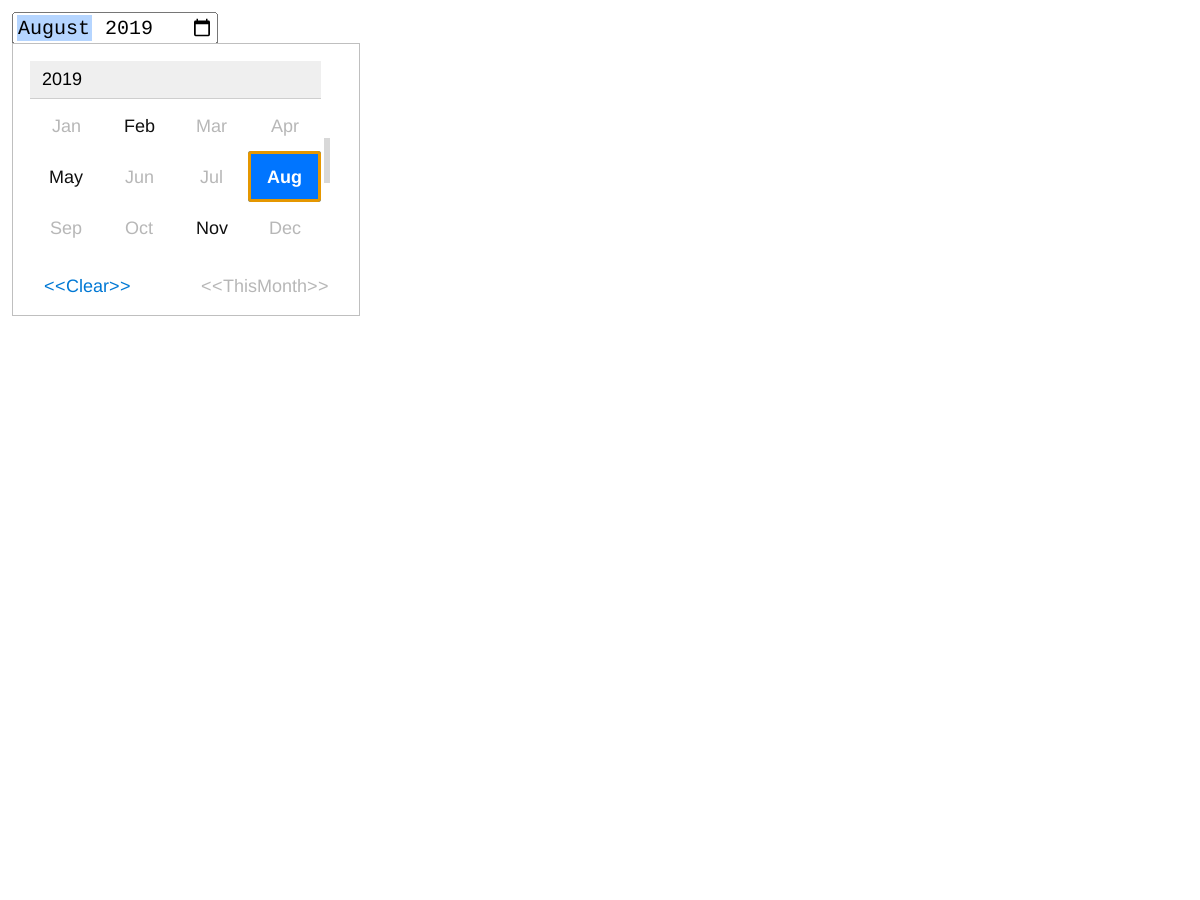 August 2019
2019
Jan Feb Mar Apr
May Jun Jul Aug
Sep Oct Nov Dec
<<Clear>> <<ThisMonth>>